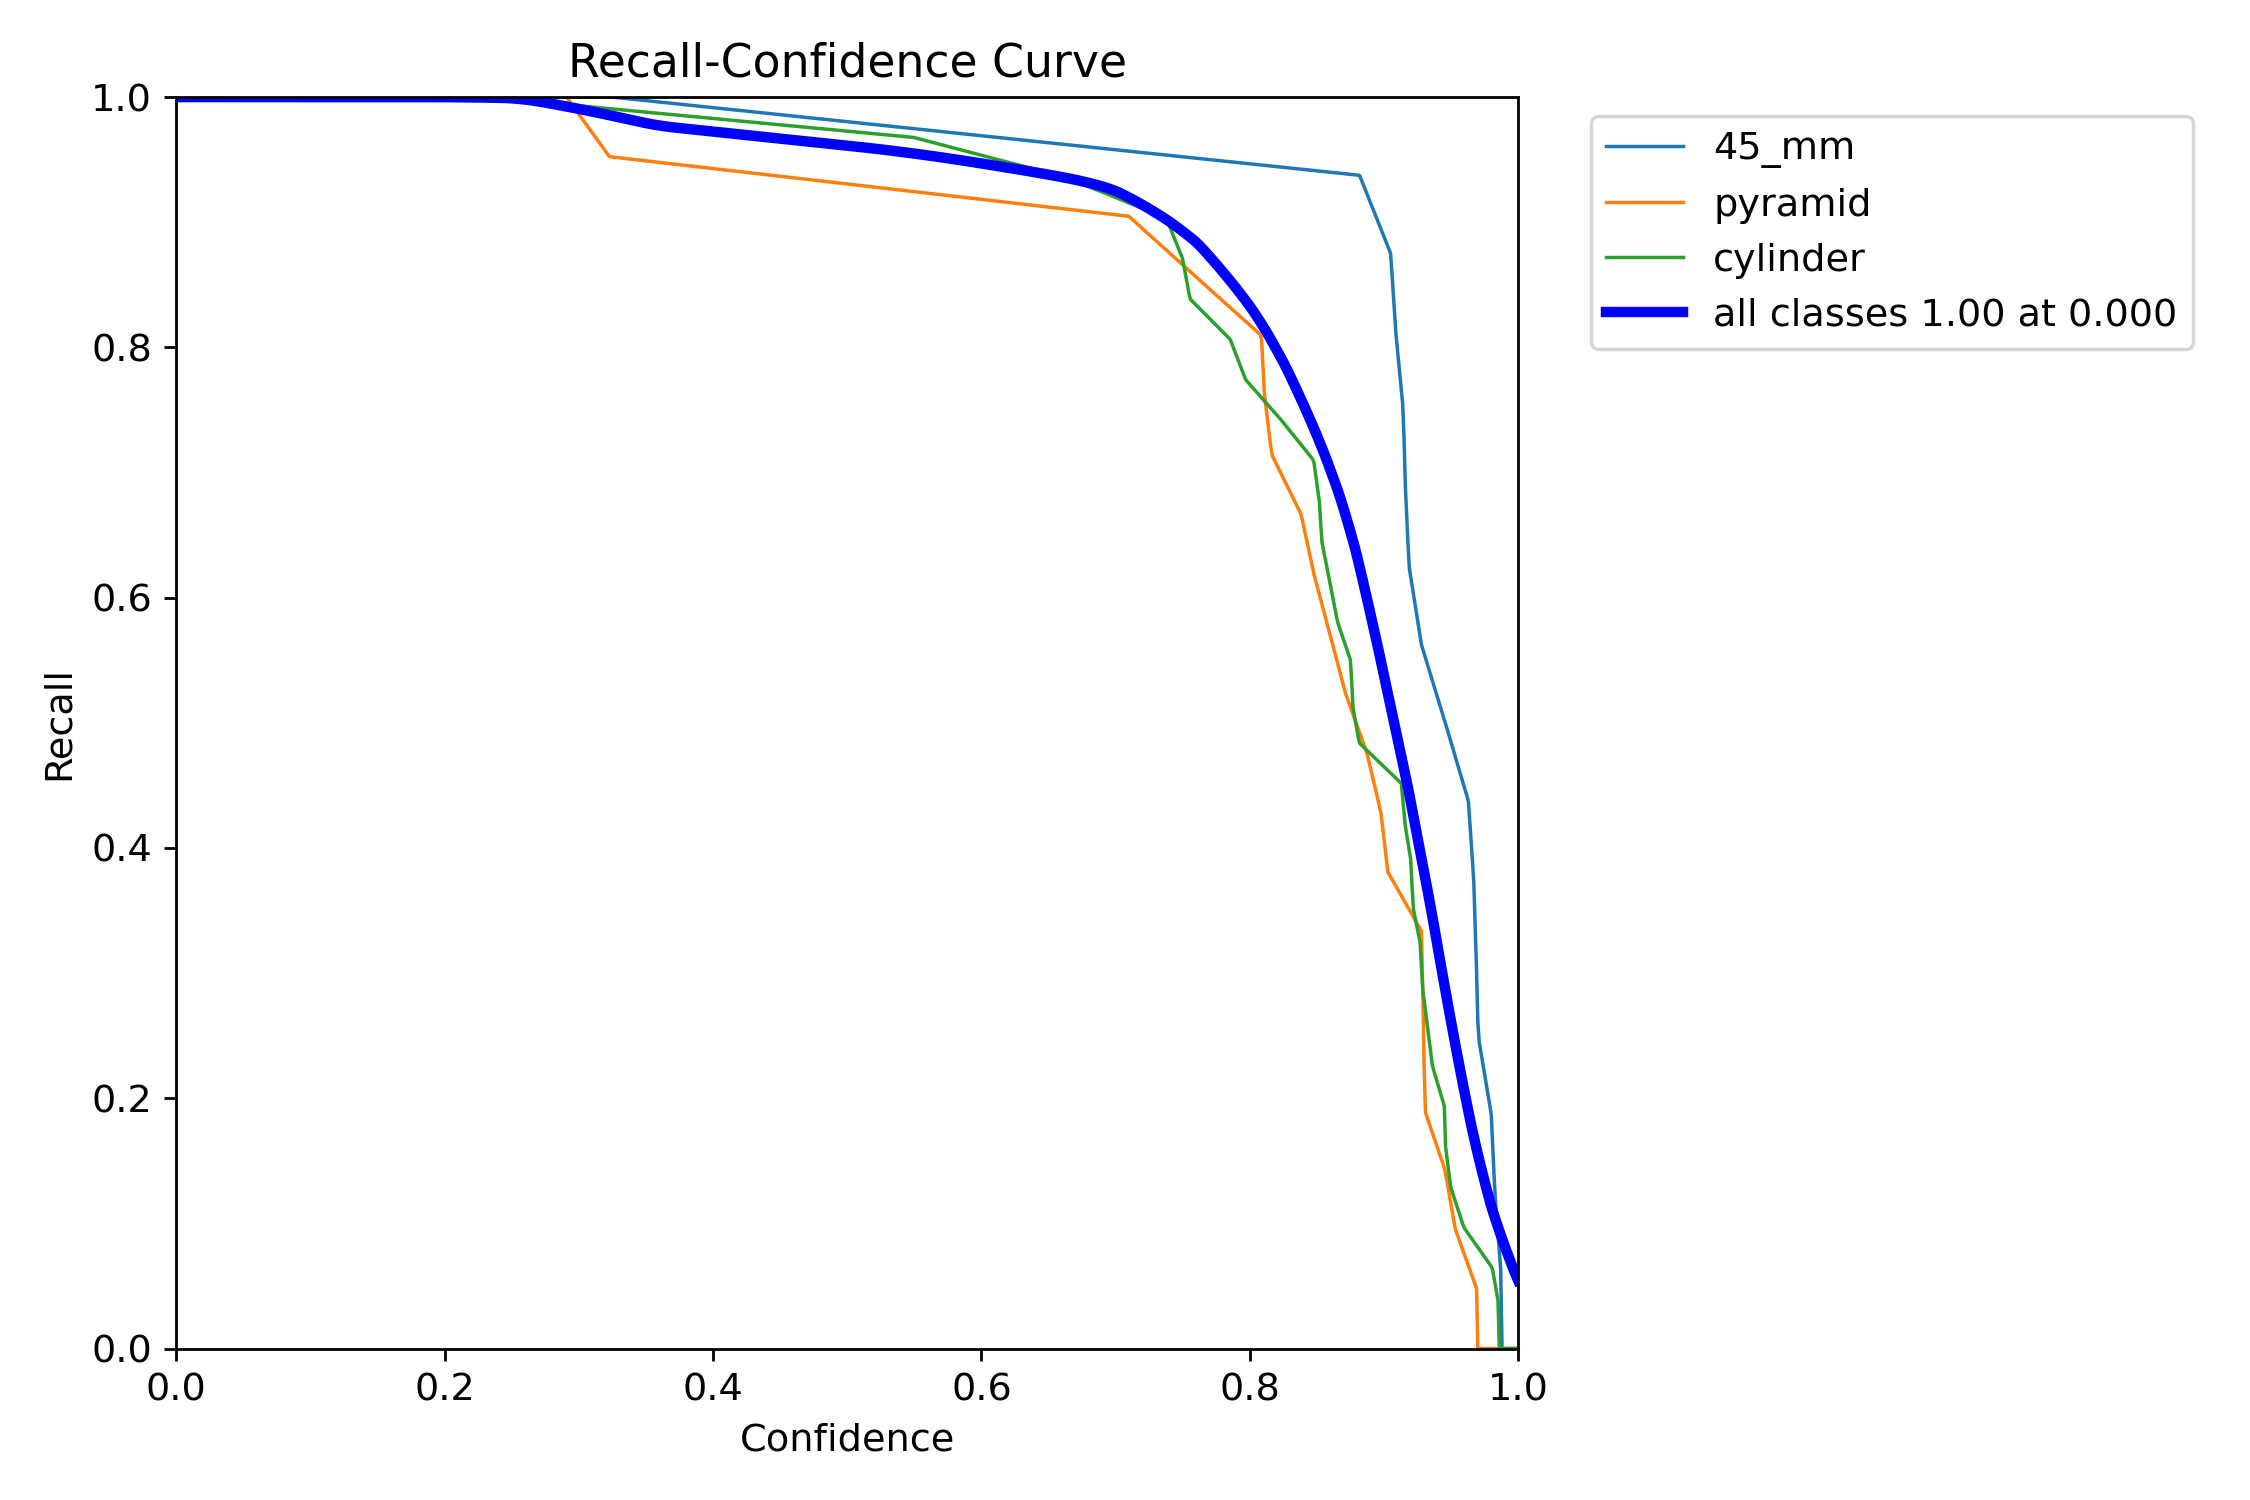 Recall-Confidence Curve
1.0
0.8
0.6
0.4
0.2
0.0
Recall
0.0 0.2 0.4 0.6 0.8 1.0
Confidence
45_mm
pyramid
cylinder
all classes 1.00 at 0.000